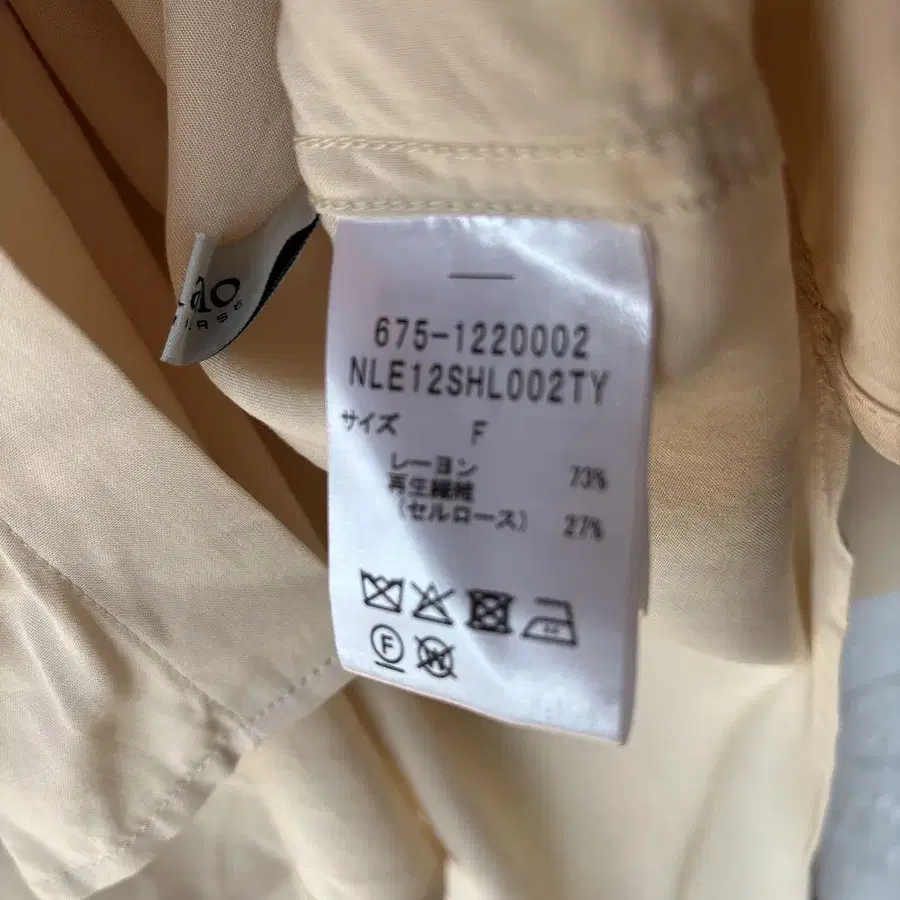 675-1220002
NLE12SHL002TY
サイズ F
レーヨン 73%
再生繊維
(セルロース) 27%
F
W